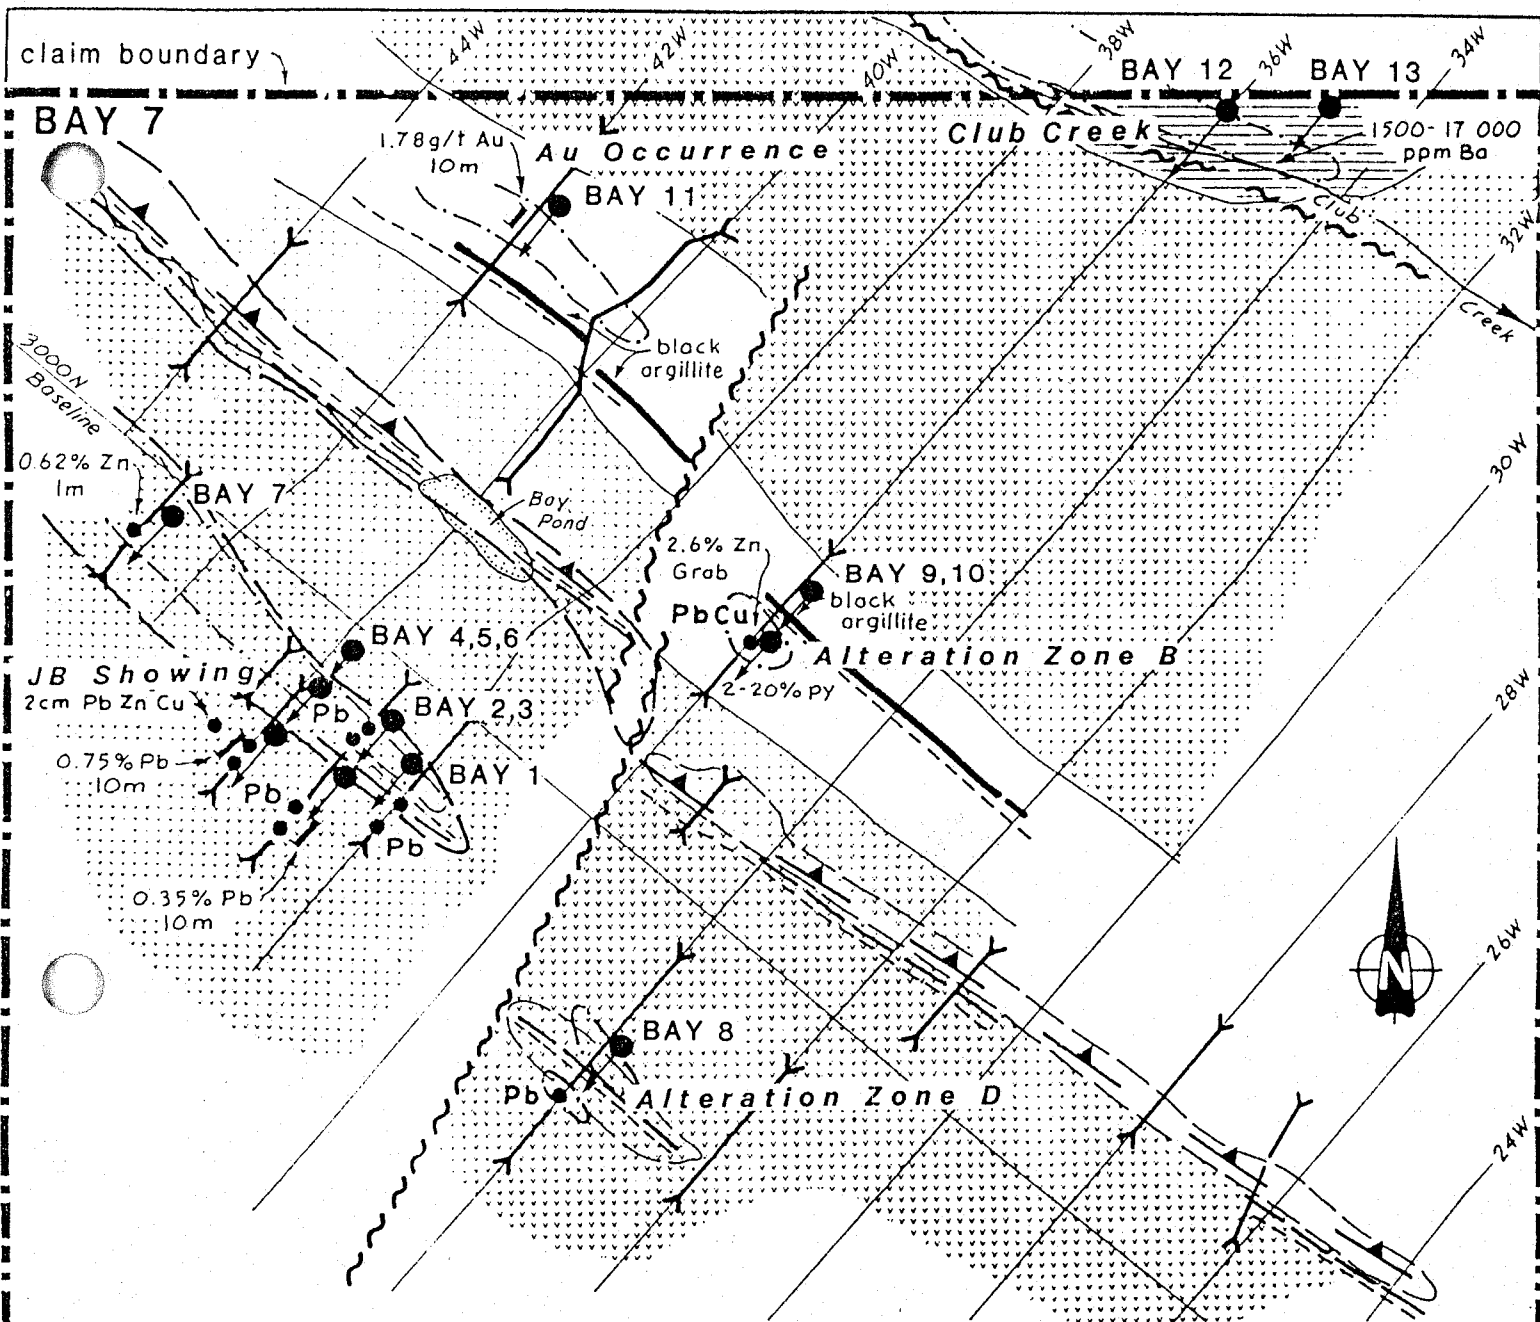 44W
42W
40W
38W
36W
34W
claim boundary
BAY 12
BAY 13
BAY 7
1.78g/t Au
10m
Au Occurrence
Club Creek
1500-17 000
ppm Ba
BAY 11
Club
Creek
32W
3000N
Baseline
black
argillite
0.62% Zn
1m
BAY 7
Bay
Pond
30W
2.6% Zn
Grab
BAY 9,10
black
argillite
PbCu
Alteration Zone B
2-20% PY
BAY 4,5,6
JB Showing
2cm Pb Zn Cu
Pb
BAY 2,3
28W
0.75% Pb
10m
BAY 1
Pb
Pb
0.35% Pb
10m
26W
N
BAY 8
Pb
Alteration Zone D
24W